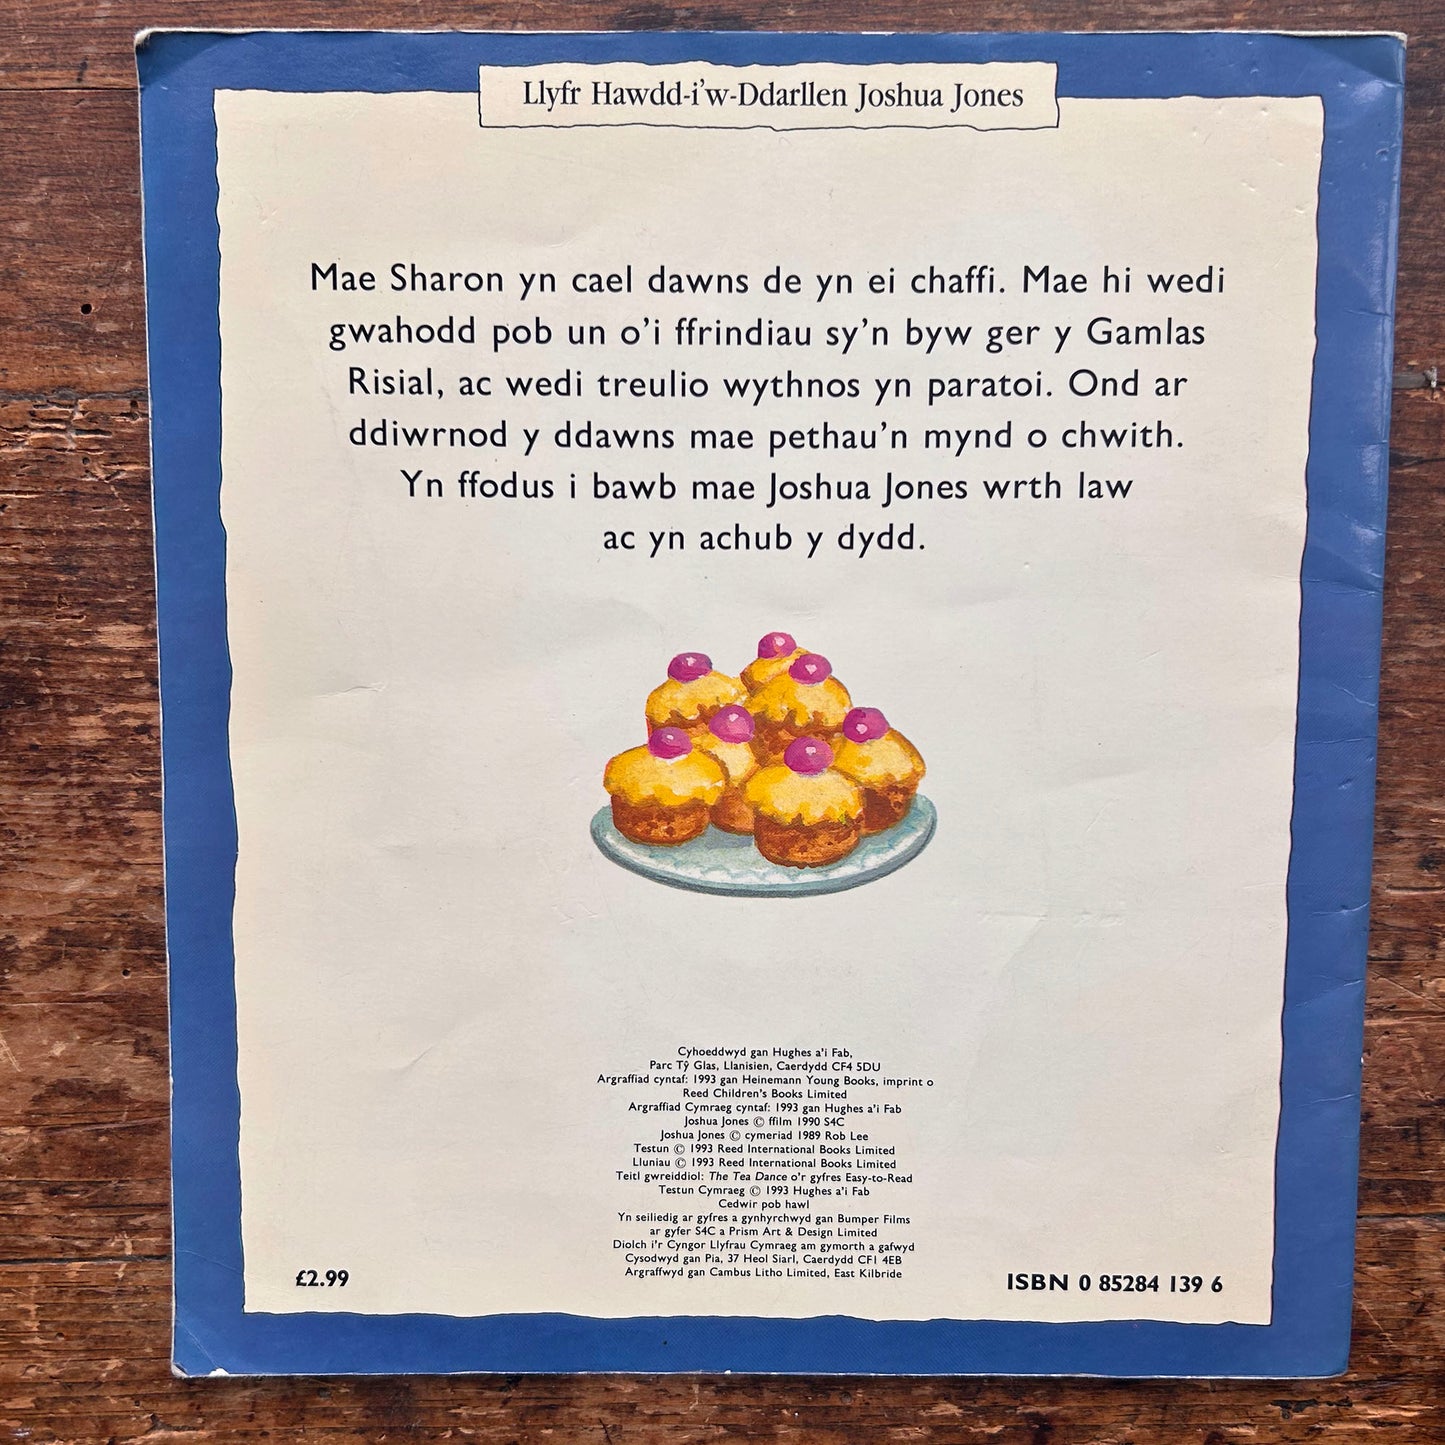 Llyfr Hawdd-i'w-Ddarllen Joshua Jones
Mae Sharon yn cael dawns de yn ei chaffi. Mae hi wedi
gwahodd pob un o'i ffrindiau sy'n byw ger y Gamlas
Risial, ac wedi treulio wythnos yn paratoi. Ond ar
ddiwrnod y ddawns mae pethau'n mynd o chwith.
Yn ffodus i bawb mae Joshua Jones wrth law
ac yn achub y dydd.
Cyhoeddwyd gan Hughes a'i Fab,
Parc Tŷ Glas, Llanisien, Caerdydd CF4 5DU
Argraffiad cyntaf: 1993 gan Heinemann Young Books, imprint o
Reed Children's Books Limited
Argraffiad Cymraeg cyntaf: 1993 gan Hughes a'i Fab
Joshua Jones © ffilm 1990 S4C
Joshua Jones © cymeriad 1989 Rob Lee
Testun © 1993 Reed International Books Limited
Lluniau © 1993 Reed International Books Limited
Teitl gwreiddiol: The Tea Dance o'r gyfres Easy-to-Read
Testun Cymraeg © 1993 Hughes a'i Fab
Cedwir pob hawl
Yn seiliedig ar gyfres a gynhyrchwyd gan Bumper Films
ar gyfer S4C a Prism Art & Design Limited
Diolch i'r Cyngor Llyfrau Cymraeg am gymorth a gafwyd
Cysodwyd gan Pia, 37 Heol Siarl, Caerdydd CF1 4EB
Argraffwyd gan Cambus Litho Limited, East Kilbride
£2.99
ISBN 0 85284 139 6